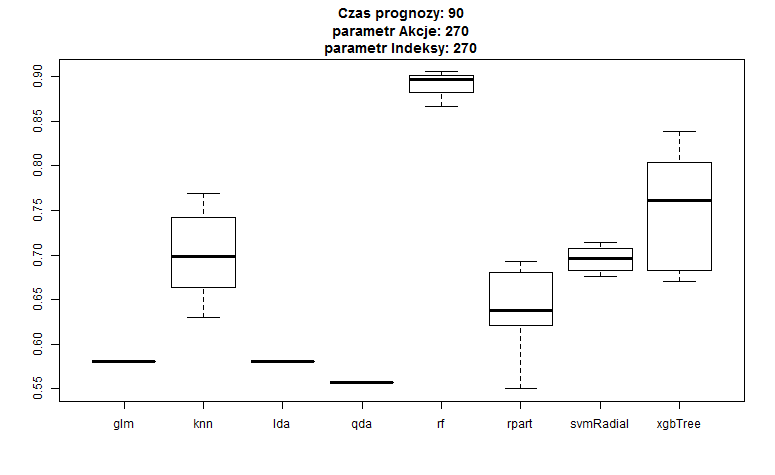 Czas prognozy: 90
parametr Akcje: 270
parametr Indeksy: 270
0.90
0.85
0.80
0.75
0.70
0.65
0.60
0.55
glm knn lda qda rf rpart svmRadial xgbTree